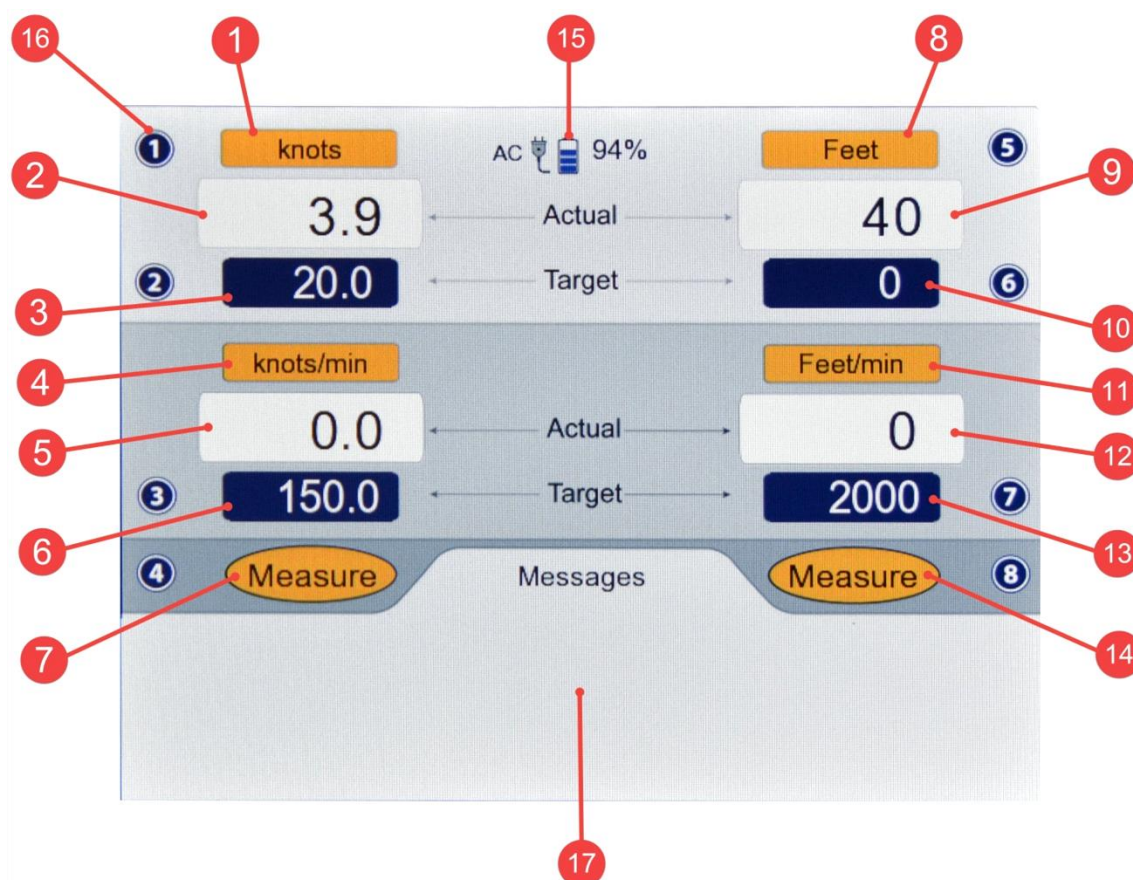 16 1 15 8
1 knots AC 94% Feet 5
2 3.9 Actual 40 9
2 20.0 Target 0 6
3 10
4 knots/min Feet/min 11
5 0.0 Actual 0 12
3 150.0 Target 2000 7
6 13
4 Measure Messages Measure 8
7 14
17